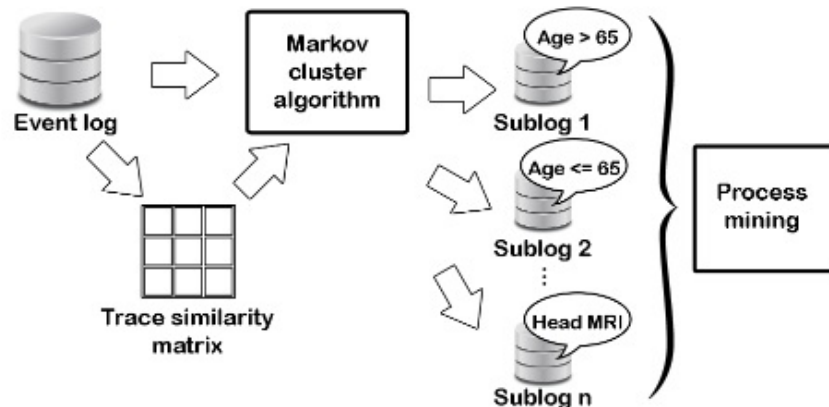 Event log
Markov
cluster
algorithm
Trace similarity
matrix
Age > 65
Sublog 1
Age <= 65
Sublog 2
Head MRI
Sublog n
Process
mining